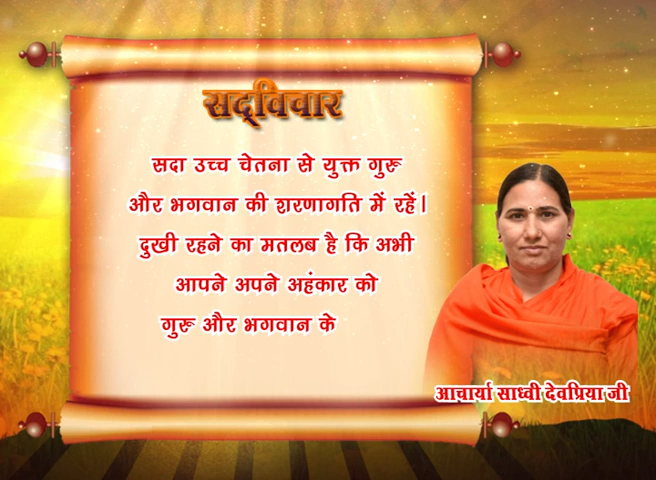 सद्विचार
सदा उच्च चेतना से युक्त गुरू
और भगवान की शरणागति में रहें।
दुखी रहने का मतलब है कि अभी
आपने अपने अहंकार को
गुरू और भगवान के
आचार्या साध्वी देवप्रिया जी